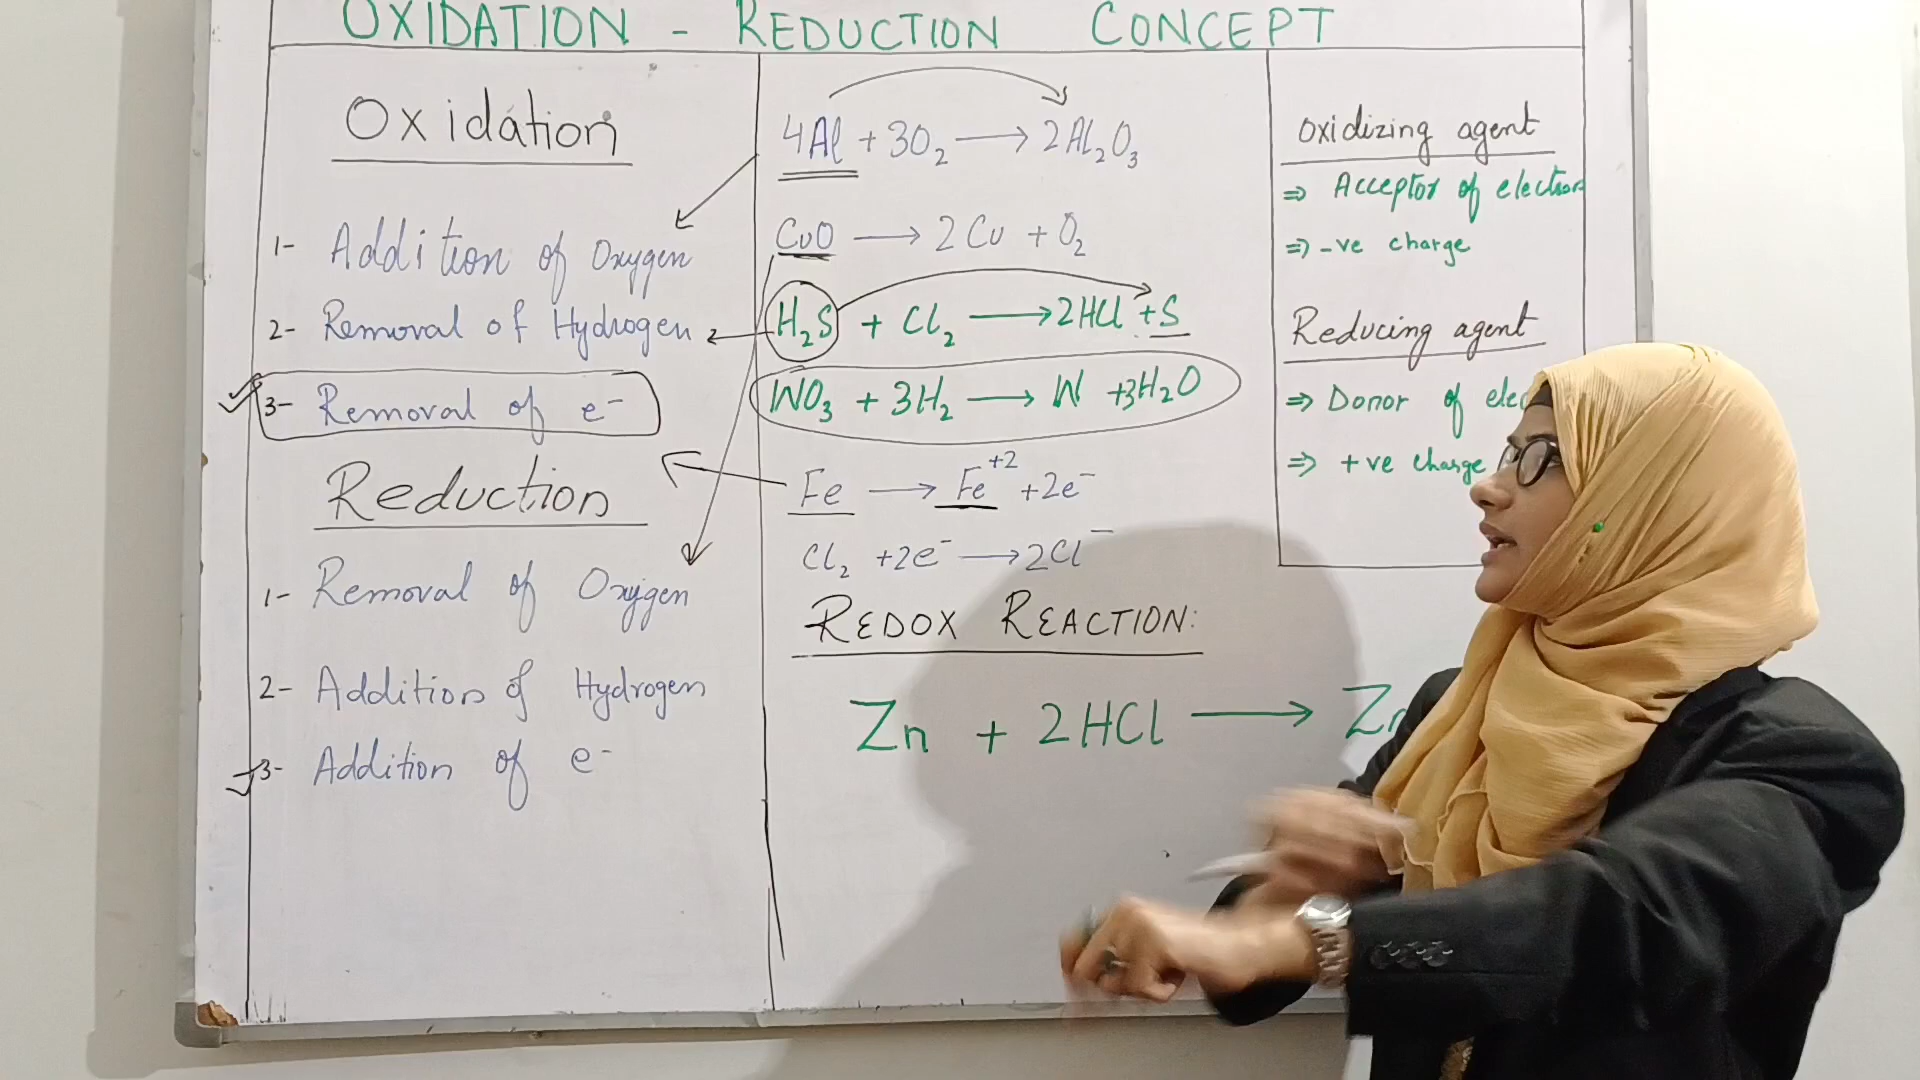 OXIDATION - REDUCTION CONCEPT
Oxidation
1- Addition of Oxygen
2- Removal of Hydrogen
3- Removal of e⁻
Reduction
1- Removal of Oxygen
2- Addition of Hydrogen
3- Addition of e⁻
4Al + 3O₂ → 2Al₂O₃
CuO → 2Cu + O₂
H₂S + Cl₂ → 2HCl + S
WO₃ + 3H₂ → W + 3H₂O
Fe → Fe⁺² + 2e⁻
Cl₂ + 2e⁻ → 2Cl⁻
REDOX REACTION:
Zn + 2HCl → Zn
Oxidizing agent
⇒ Acceptor of electron
⇒ -ve charge
Reducing agent
⇒ Donor of elec
⇒ +ve charge